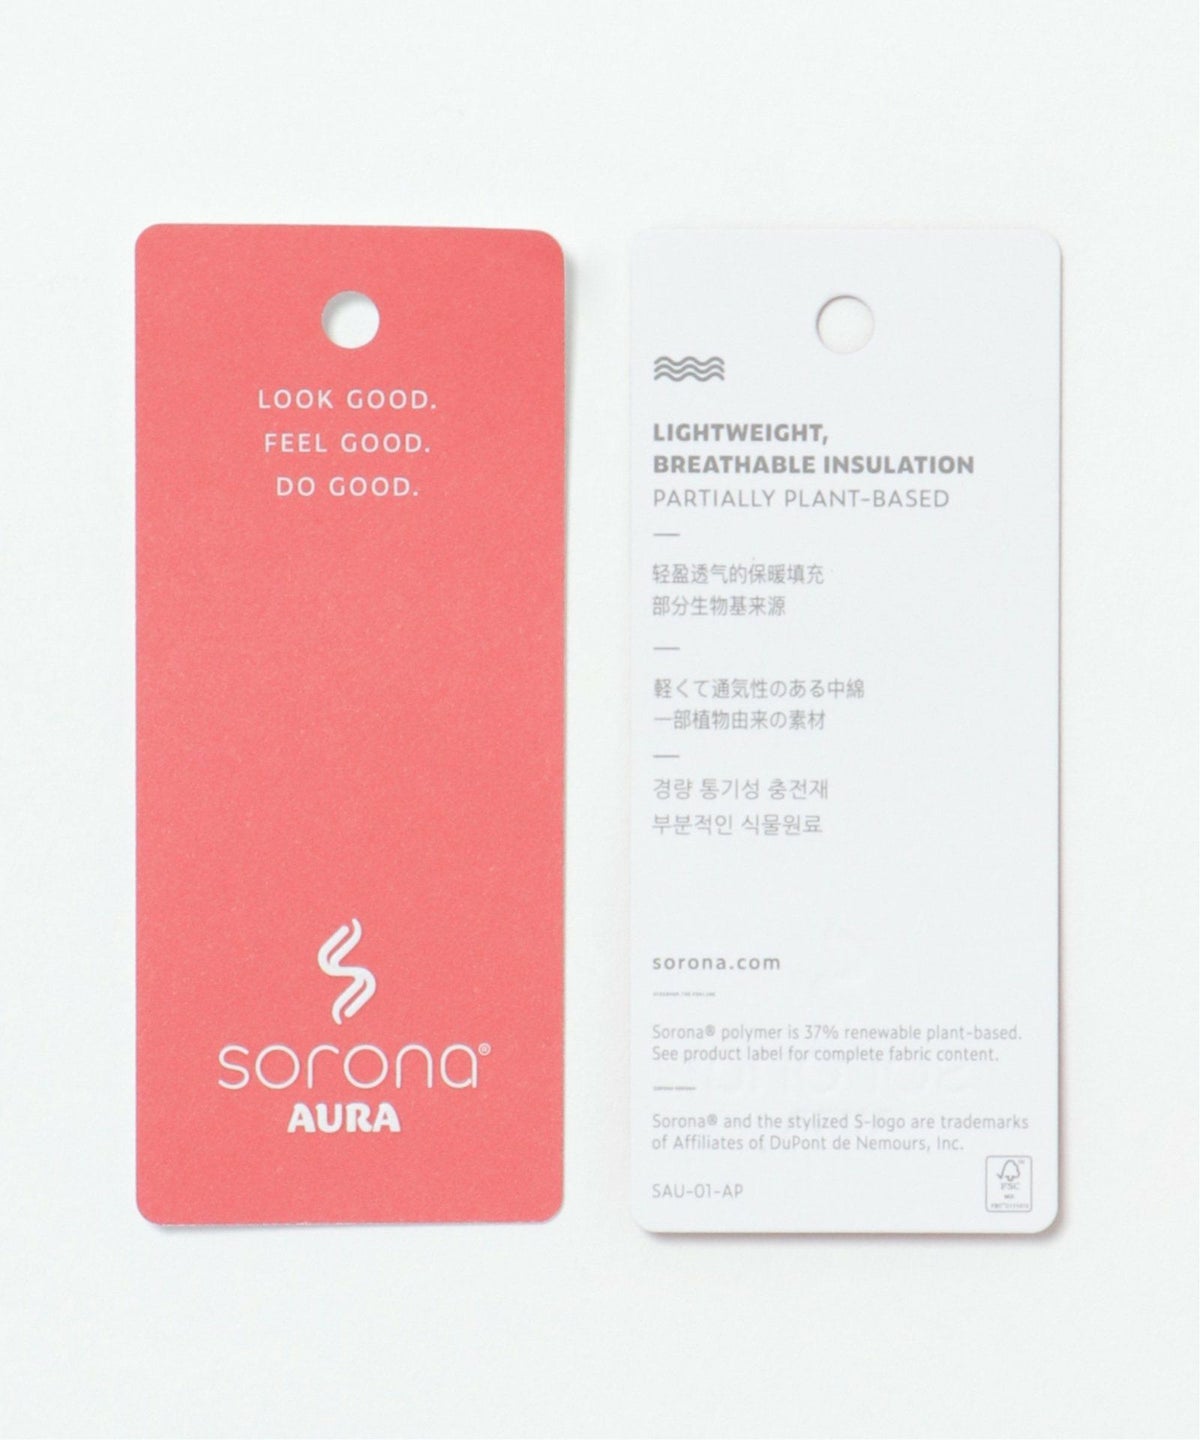 LOOK GOOD.
FEEL GOOD.
DO GOOD.
sorona®
AURA
LIGHTWEIGHT,
BREATHABLE INSULATION
PARTIALLY PLANT-BASED
轻盈透气的保暖填充
部分生物基来源
軽くて通気性のある中綿
一部植物由来の素材
경량 통기성 충전재
부분적인 식물원료
sorona.com
Sorona® polymer is 37% renewable plant-based.
See product label for complete fabric content.
Sorona® and the stylized S-logo are trademarks
of Affiliates of DuPont de Nemours, Inc.
SAU-01-AP
FSC